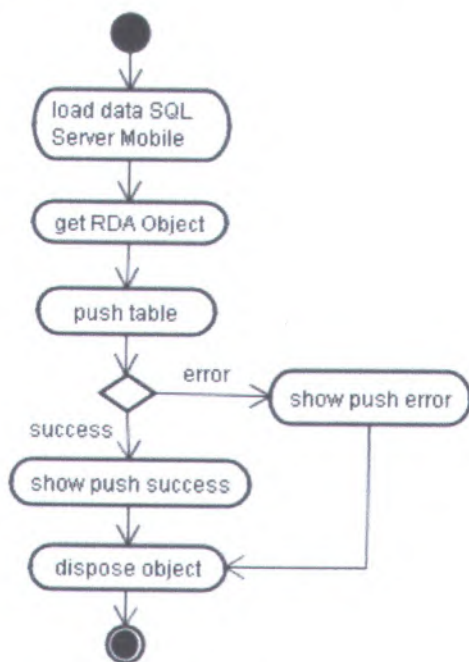 load data SQL
Server Mobile
get RDA Object
push table
error
show push error
success
show push success
dispose object